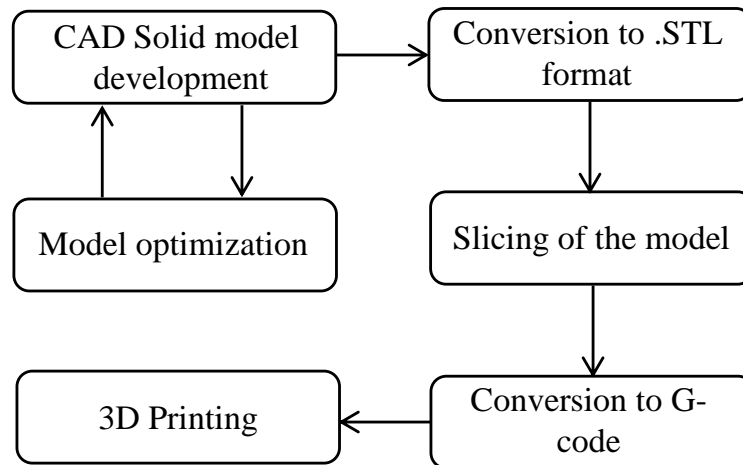 CAD Solid model
development
Conversion to .STL
format
Model optimization
Slicing of the model
3D Printing
Conversion to G-
code